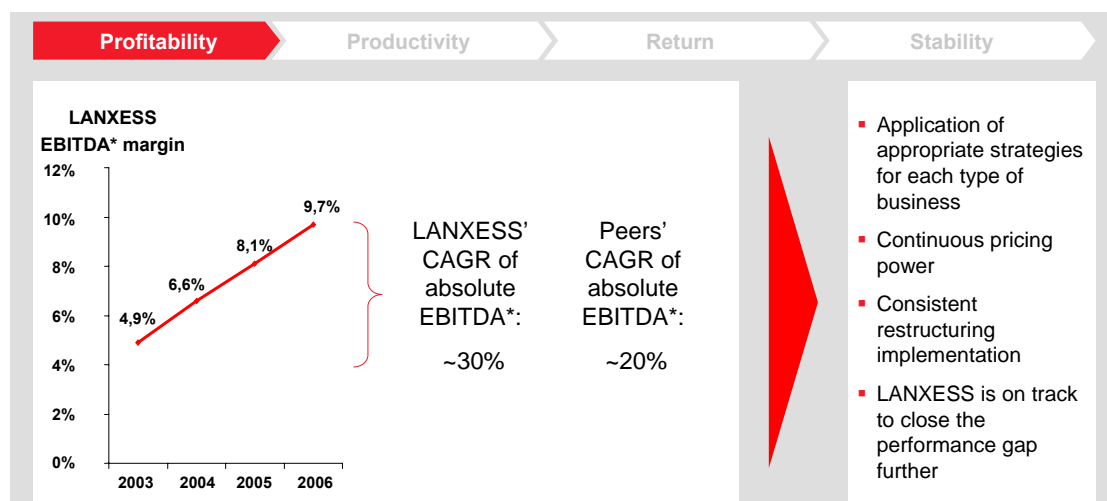 Profitability
Productivity
Return
Stability
LANXESS
EBITDA* margin
12%
10%
8%
6%
4%
2%
0%
4,9%
6,6%
8,1%
9,7%
2003
2004
2005
2006
LANXESS’
CAGR of
absolute
EBITDA*:
~30%
Peers’
CAGR of
absolute
EBITDA*:
~20%
Application of
appropriate strategies
for each type of
business
Continuous pricing
power
Consistent
restructuring
implementation
LANXESS is on track
to close the
performance gap
further